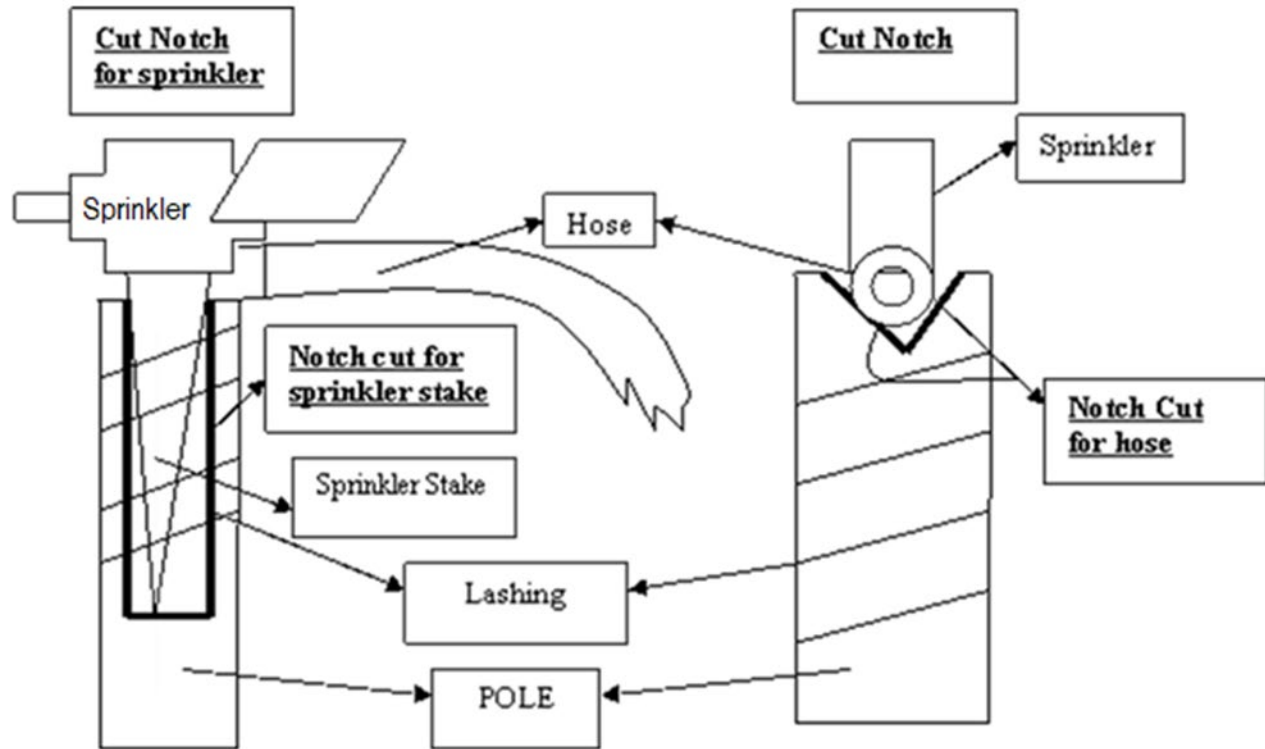 Cut Notch
for sprinkler
Cut Notch
Sprinkler
Sprinkler
Hose
Notch cut for
sprinkler stake
Notch Cut
for hose
Sprinkler Stake
Lashing
POLE